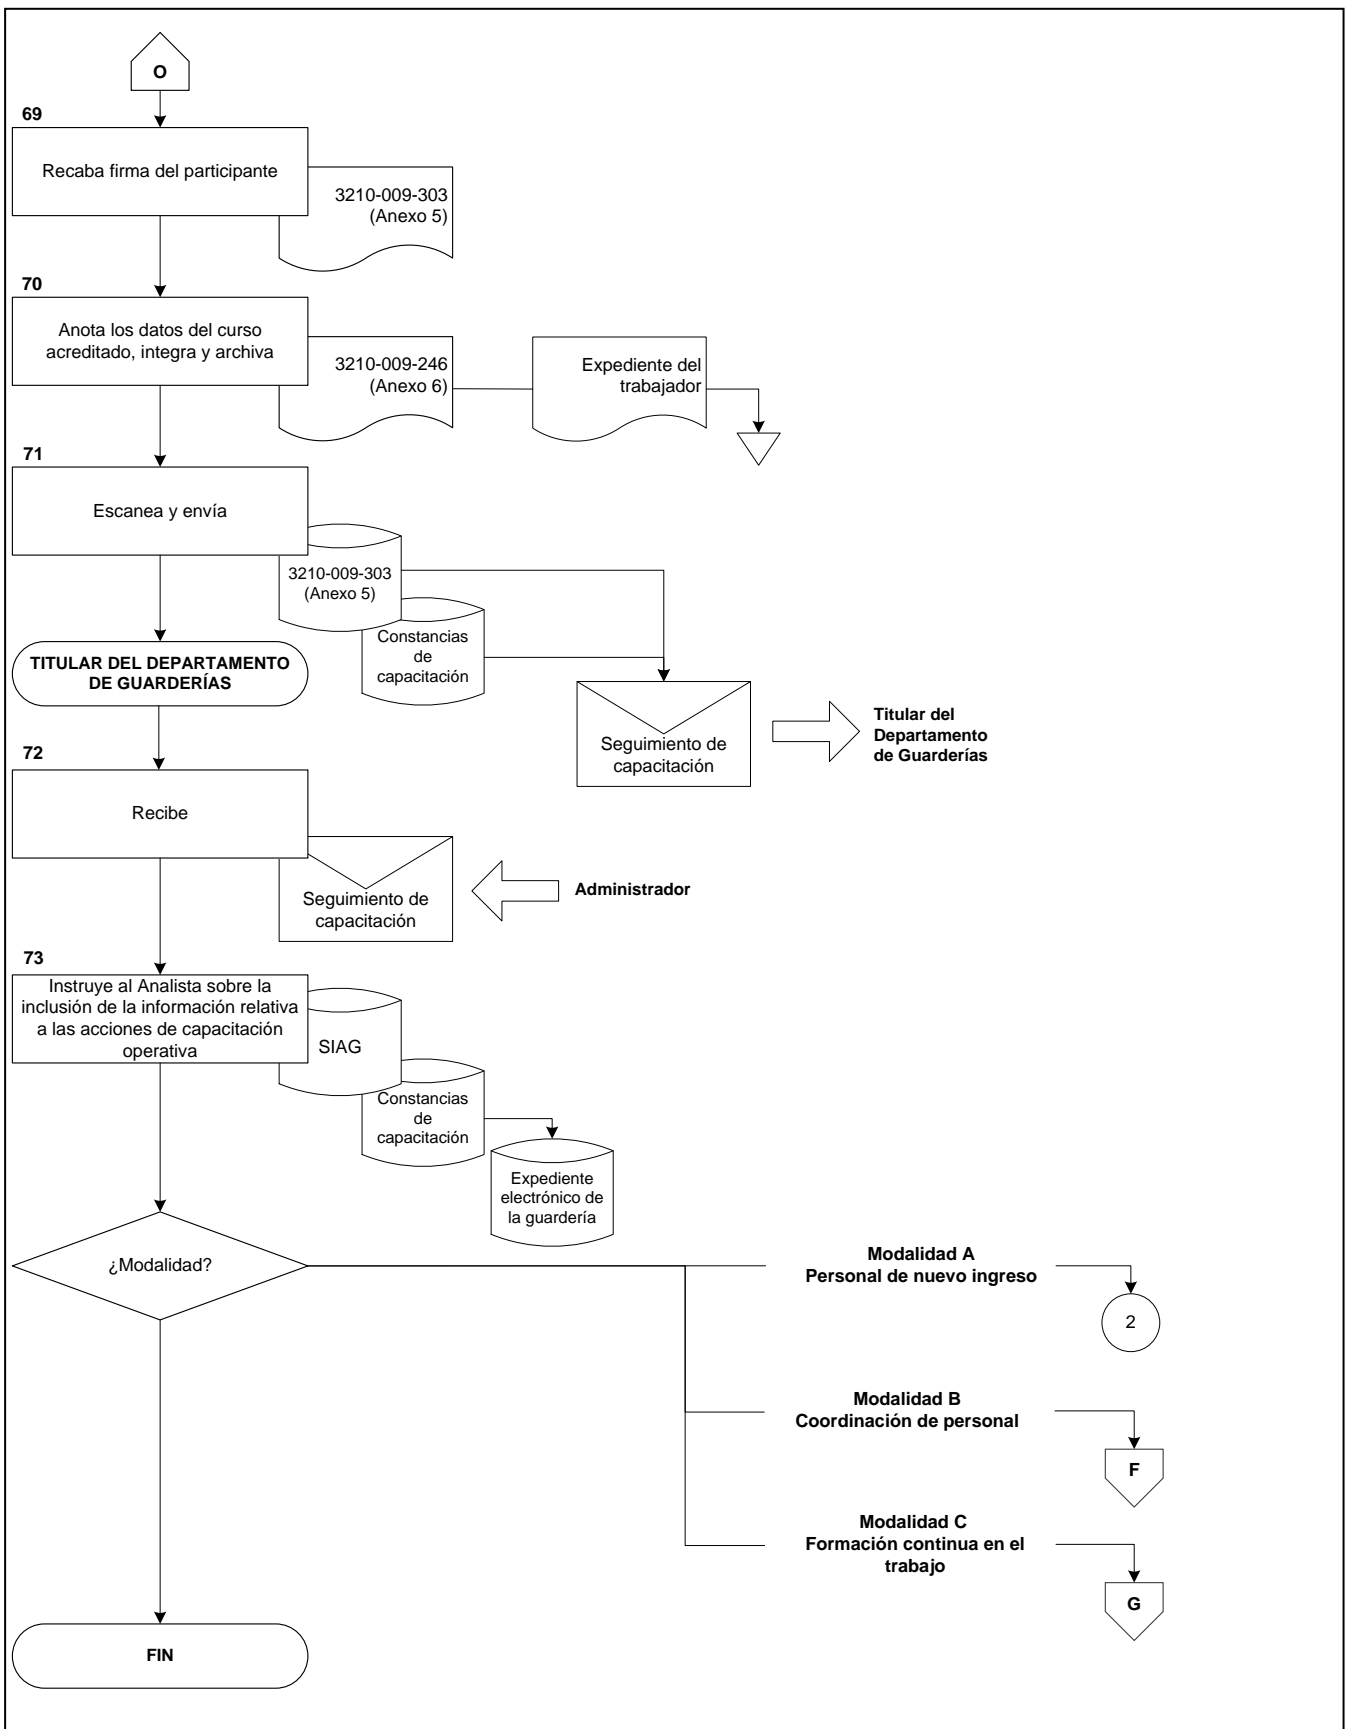 O
69
Recaba firma del participante
3210-009-303
(Anexo 5)
70
Anota los datos del curso
acreditado, integra y archiva
3210-009-246
(Anexo 6)
Expediente del
trabajador
71
Escanea y envía
3210-009-303
(Anexo 5)
Constancias
de
capacitación
TITULAR DEL DEPARTAMENTO
DE GUARDERÍAS
Seguimiento de
capacitación
Titular del
Departamento
de Guarderías
72
Recibe
Seguimiento de
capacitación
Administrador
73
Instruye al Analista sobre la
inclusión de la información relativa
a las acciones de capacitación
operativa
SIAG
Constancias
de
capacitación
Expediente
electrónico de
la guardería
¿Modalidad?
Modalidad A
Personal de nuevo ingreso
2
Modalidad B
Coordinación de personal
F
Modalidad C
Formación continua en el
trabajo
G
FIN